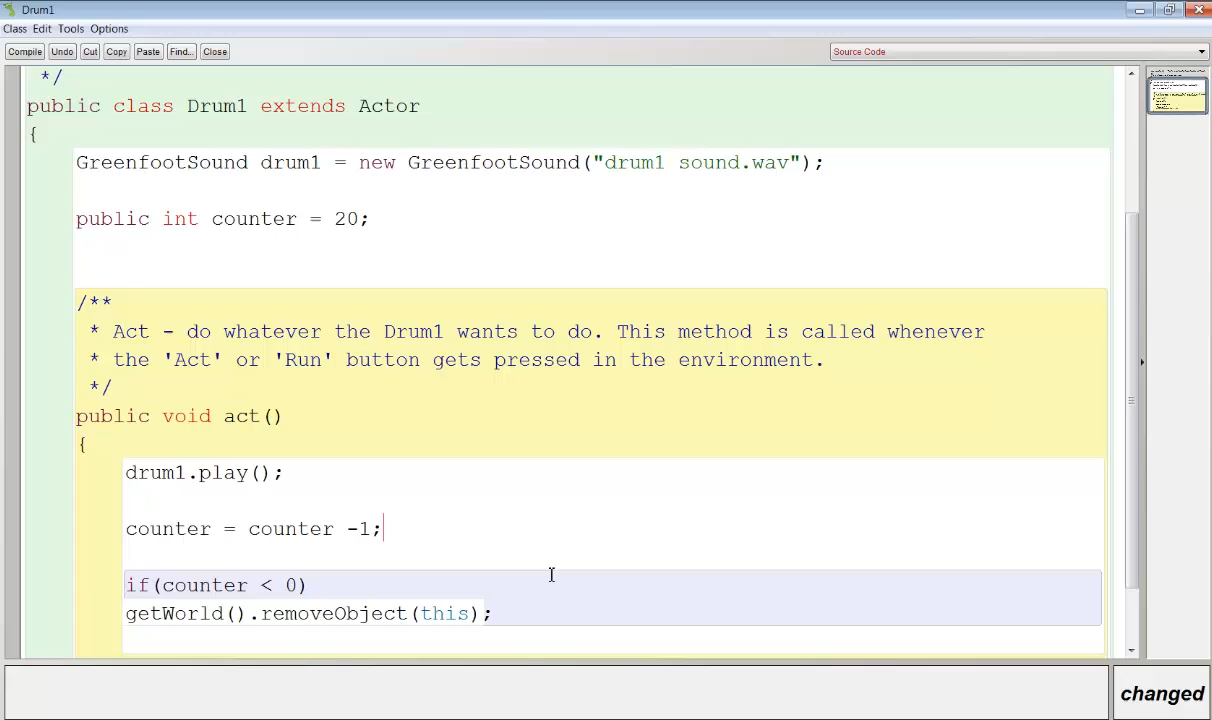 Drum1
Class Edit Tools Options
Compile Undo Cut Copy Paste Find... Close Source Code
*/
public class Drum1 extends Actor
{
GreenfootSound drum1 = new GreenfootSound("drum1 sound.wav");
public int counter = 20;
/**
* Act - do whatever the Drum1 wants to do. This method is called whenever
* the 'Act' or 'Run' button gets pressed in the environment.
*/
public void act()
{
drum1.play();
counter = counter -1;
if(counter < 0)
getWorld().removeObject(this);
changed